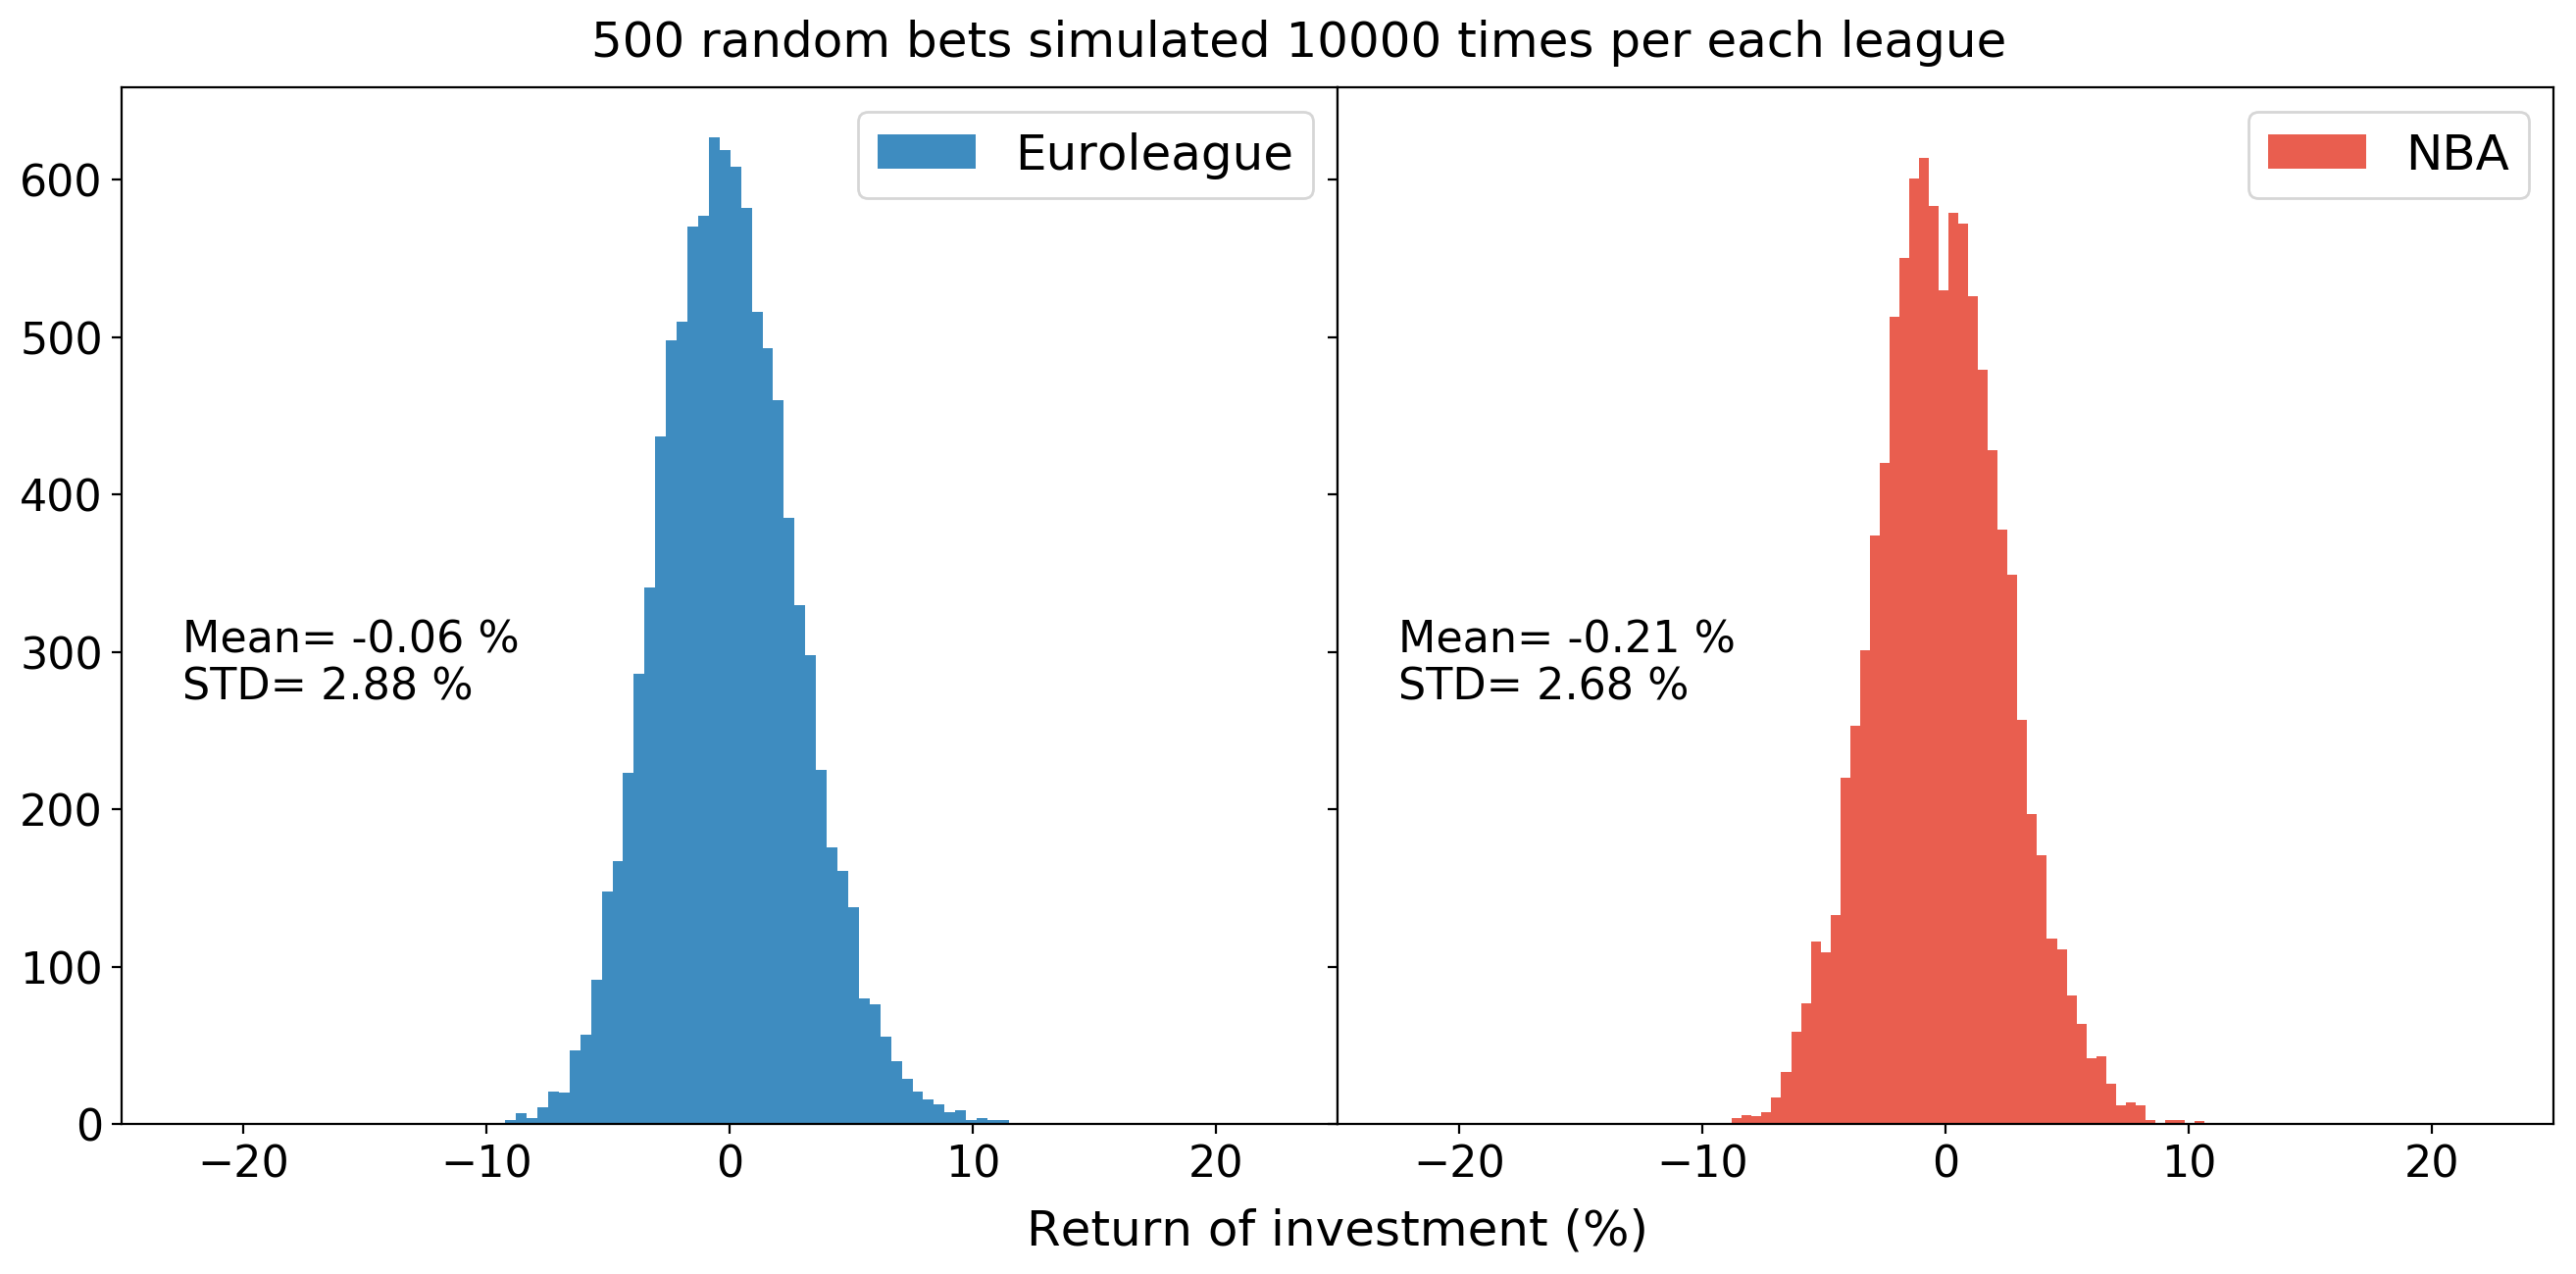 500 random bets simulated 10000 times per each league
Euroleague
NBA
600
500
400
300
200
100
0
Mean= -0.06 %
STD= 2.88 %
Mean= -0.21 %
STD= 2.68 %
−20 −10 0 10 20
−20 −10 0 10 20
Return of investment (%)